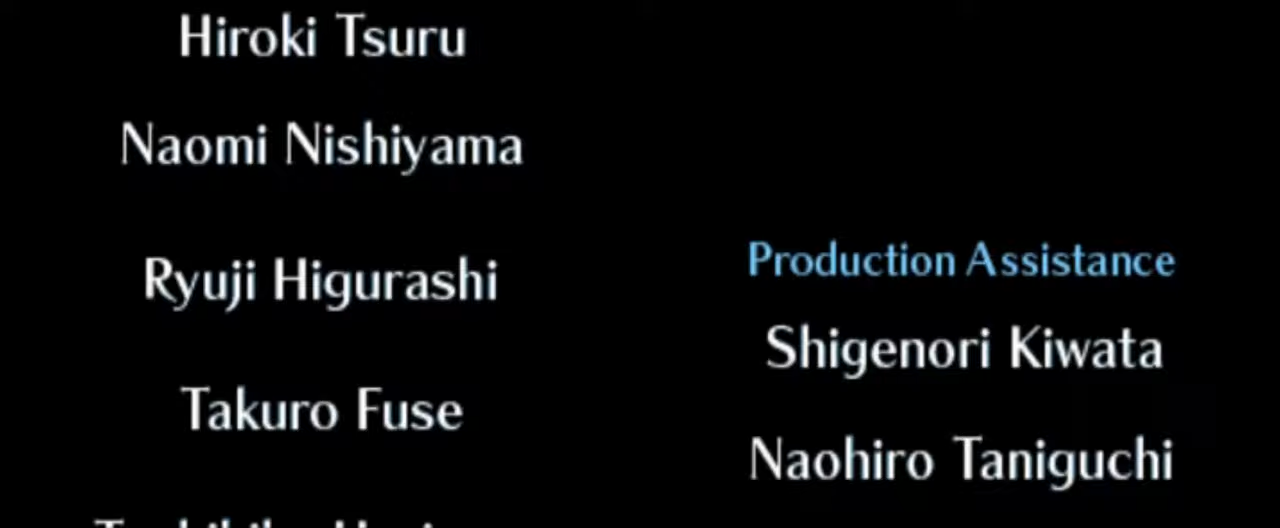 Hiroki Tsuru
Naomi Nishiyama
Ryuji Higurashi
Takuro Fuse
Production Assistance
Shigenori Kiwata
Naohiro Taniguchi